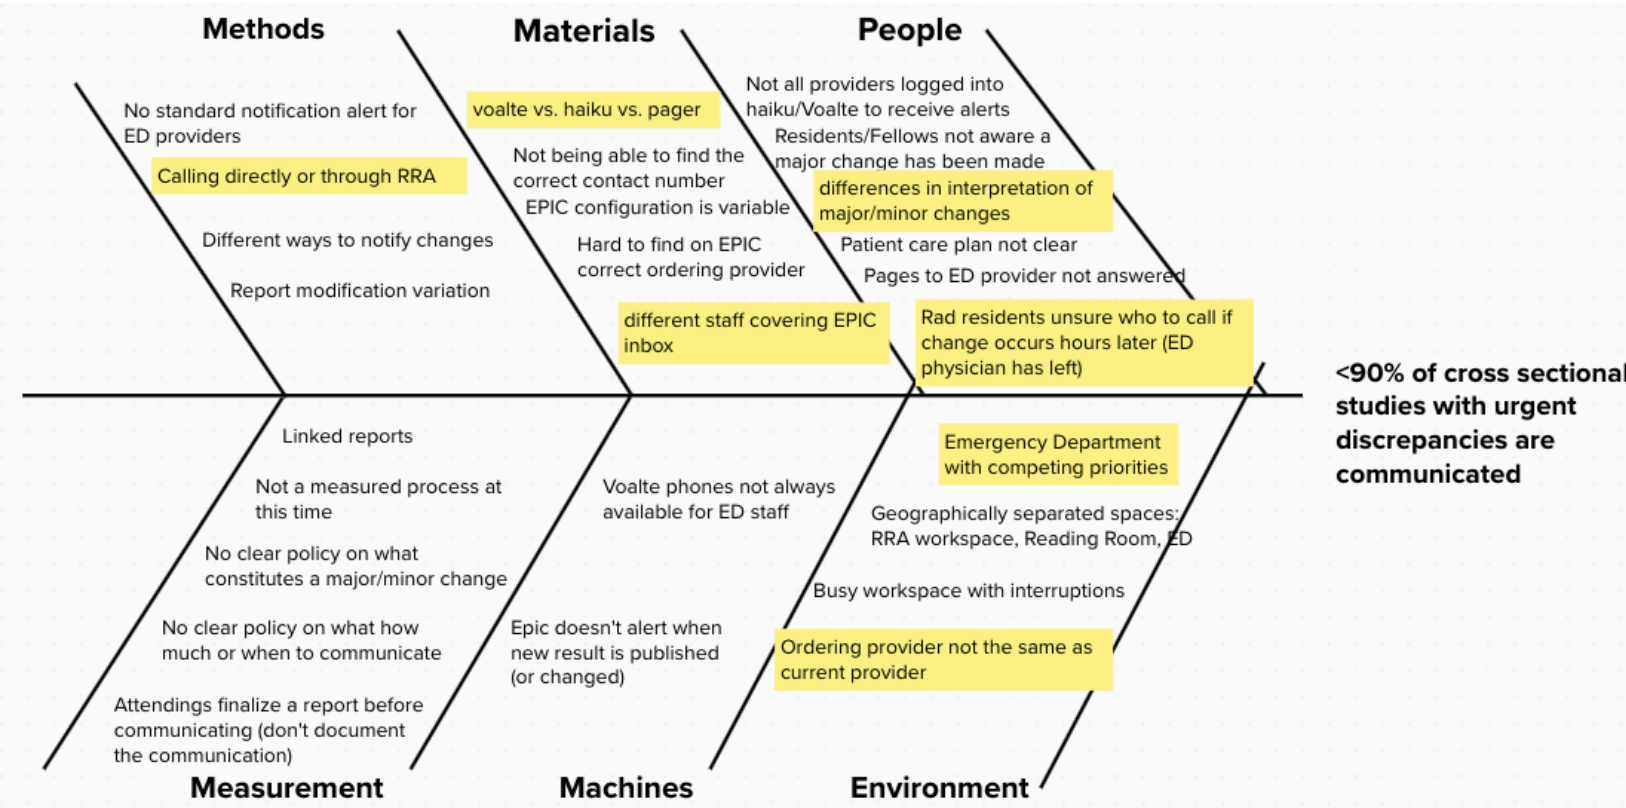 Methods
No standard notification alert for
ED providers
Calling directly or through RRA
Different ways to notify changes
Report modification variation
Materials
voalte vs. haiku vs. pager
Not being able to find the
correct contact number
EPIC configuration is variable
Hard to find on EPIC
correct ordering provider
different staff covering EPIC
inbox
People
Not all providers logged into
haiku/Voalte to receive alerts
Residents/Fellows not aware a
major change has been made
differences in interpretation of
major/minor changes
Patient care plan not clear
Pages to ED provider not answered
Rad residents unsure who to call if
change occurs hours later (ED
physician has left)
<90% of cross sectional
studies with urgent
discrepancies are
communicated
Linked reports
Not a measured process at
this time
No clear policy on what
constitutes a major/minor change
No clear policy on what how
much or when to communicate
Attendings finalize a report before
communicating (don't document
the communication)
Measurement
Voalte phones not always
available for ED staff
Epic doesn't alert when
new result is published
(or changed)
Machines
Emergency Department
with competing priorities
Geographically separated spaces:
RRA workspace, Reading Room, ED
Busy workspace with interruptions
Ordering provider not the same as
current provider
Environment